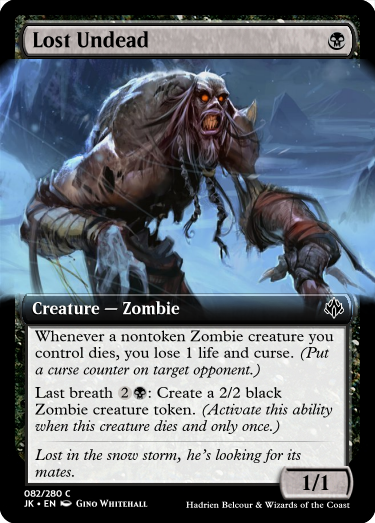 Lost Undead
Creature — Zombie
Whenever a nontoken Zombie creature you
control dies, you lose 1 life and curse. (Put
a curse counter on target opponent.)
Last breath 2: Create a 2/2 black
Zombie creature token. (Activate this ability
when this creature dies and only once.)
Lost in the snow storm, he's looking for its
mates.
1/1
082/280 C
JK • EN Gino Whitehall
Hadrien Belcour & Wizards of the Coast